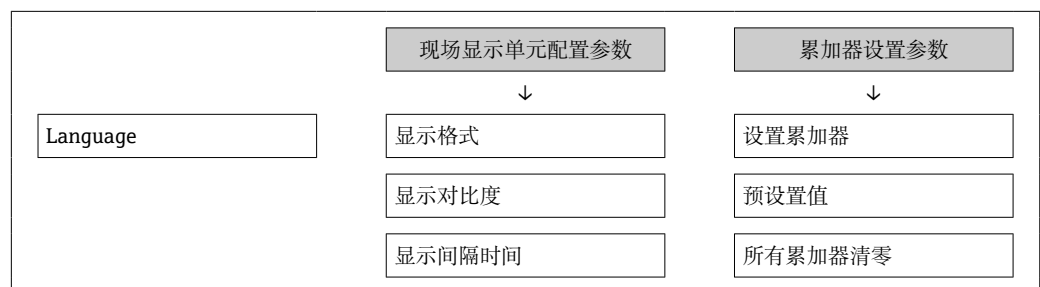 现场显示单元配置参数 累加器设置参数
↓ ↓
Language 显示格式 设置累加器
显示对比度 预设置值
显示间隔时间 所有累加器清零